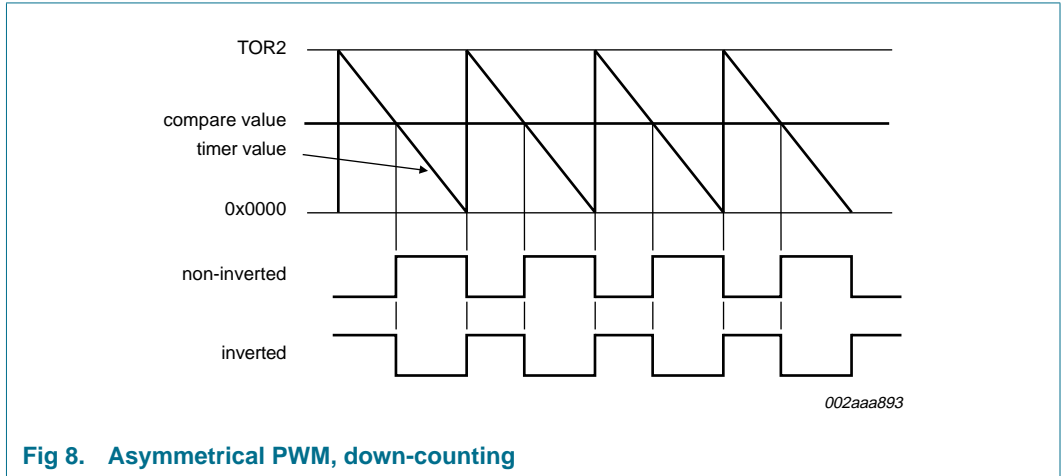 TOR2
compare value
timer value
0x0000
non-inverted
inverted
002aaa893
Fig 8. Asymmetrical PWM, down-counting